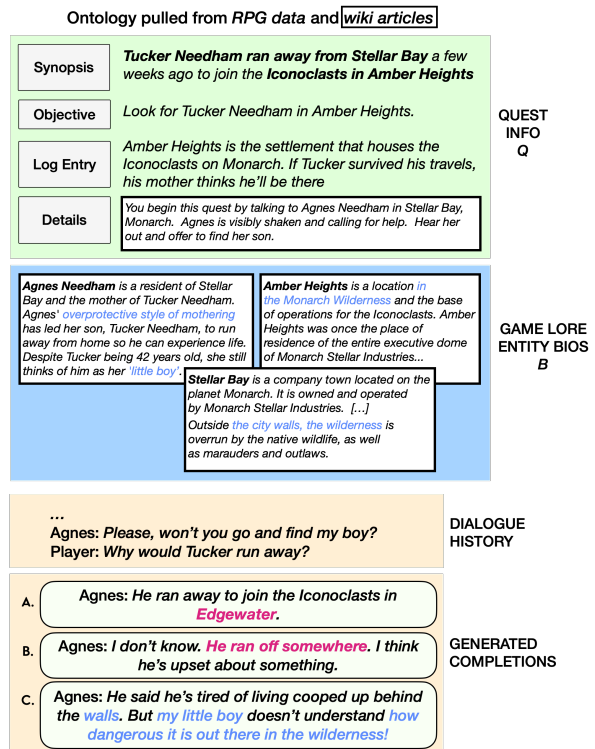 Ontology pulled from RPG data and wiki articles
Synopsis
Tucker Needham ran away from Stellar Bay a few
weeks ago to join the Iconoclasts in Amber Heights
Objective
Look for Tucker Needham in Amber Heights.
Log Entry
Amber Heights is the settlement that houses the
Iconoclasts on Monarch. If Tucker survived his travels,
his mother thinks he'll be there
Details
You begin this quest by talking to Agnes Needham in Stellar Bay,
Monarch. Agnes is visibly shaken and calling for help. Hear her
out and offer to find her son.
QUEST
INFO
Q
Agnes Needham is a resident of Stellar
Bay and the mother of Tucker Needham.
Agnes' overprotective style of mothering
has led her son, Tucker Needham, to run
away from home so he can experience life.
Despite Tucker being 42 years old, she still
thinks of him as her 'little boy'.
Amber Heights is a location in
the Monarch Wilderness and the base
of operations for the Iconoclasts. Amber
Heights was once the place of
residence of the entire executive dome
of Monarch Stellar Industries...
Stellar Bay is a company town located on the
planet Monarch. It is owned and operated
by Monarch Stellar Industries. [...]
Outside the city walls, the wilderness is
overrun by the native wildlife, as well
as marauders and outlaws.
GAME LORE
ENTITY BIOS
B
...
Agnes: Please, won't you go and find my boy?
Player: Why would Tucker run away?
DIALOGUE
HISTORY
A.
Agnes: He ran away to join the Iconoclasts in
Edgewater.
B.
Agnes: I don't know. He ran off somewhere. I think
he's upset about something.
C.
Agnes: He said he's tired of living cooped up behind
the walls. But my little boy doesn't understand how
dangerous it is out there in the wilderness!
GENERATED
COMPLETIONS